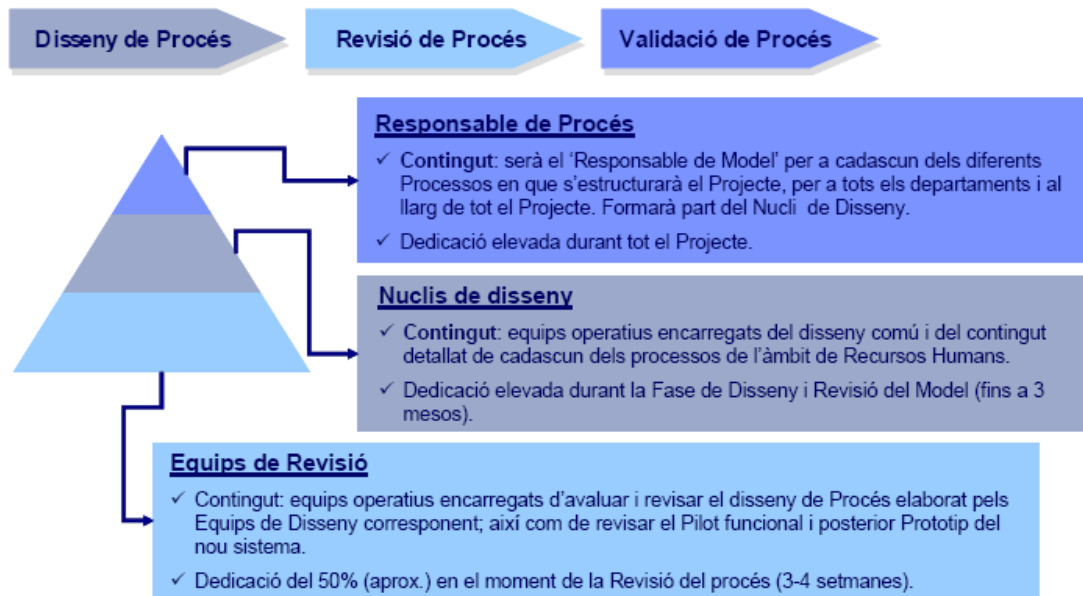 Disseny de Procés
Revisió de Procés
Validació de Procés
Responsable de Procés
✓ Contingut: serà el ‘Responsable de Model’ per a cadascun dels diferents
Processos en que s’estructurarà el Projecte, per a tots els departaments i al
llarg de tot el Projecte. Formarà part del Nucli de Disseny.
✓ Dedicació elevada durant tot el Projecte.
Nuclis de disseny
✓ Contingut: equips operatius encarregats del disseny comú i del contingut
detallat de cadascun dels processos de l’àmbit de Recursos Humans.
✓ Dedicació elevada durant la Fase de Disseny i Revisió del Model (fins a 3
mesos).
Equips de Revisió
✓ Contingut: equips operatius encarregats d’avaluar i revisar el disseny de Procés elaborat pels
Equips de Disseny corresponent; així com de revisar el Pilot funcional i posterior Prototip del
nou sistema.
✓ Dedicació del 50% (aprox.) en el moment de la Revisió del procés (3-4 setmanes).